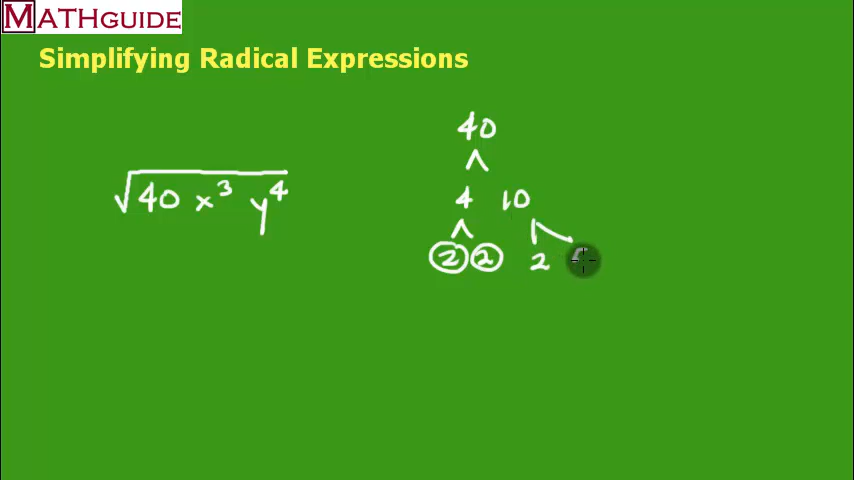 MATHGUIDE
Simplifying Radical Expressions
√40 x³ y⁴
40
4 10
2 2 2